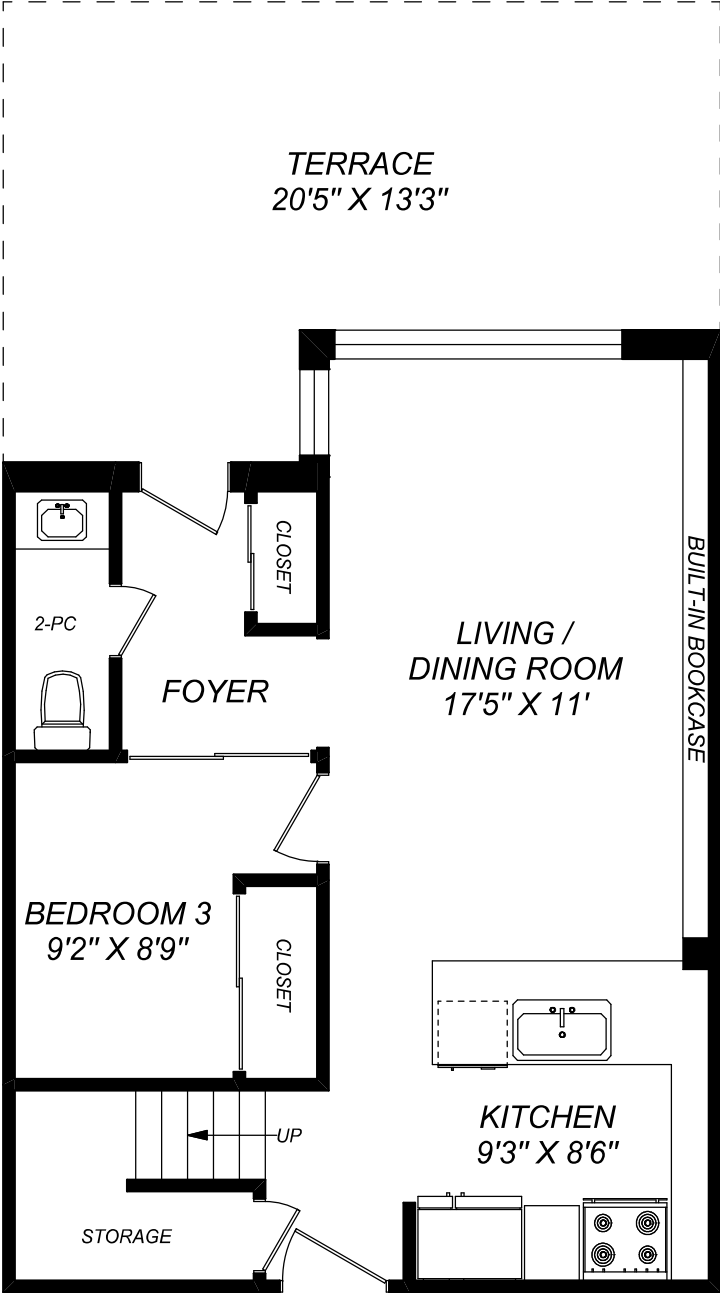 TERRACE
20'5" X 13'3"
CLOSET
2-PC
FOYER
LIVING /
DINING ROOM
17'5" X 11'
BUILT-IN BOOKCASE
BEDROOM 3
9'2" X 8'9"
CLOSET
KITCHEN
9'3" X 8'6"
UP
STORAGE